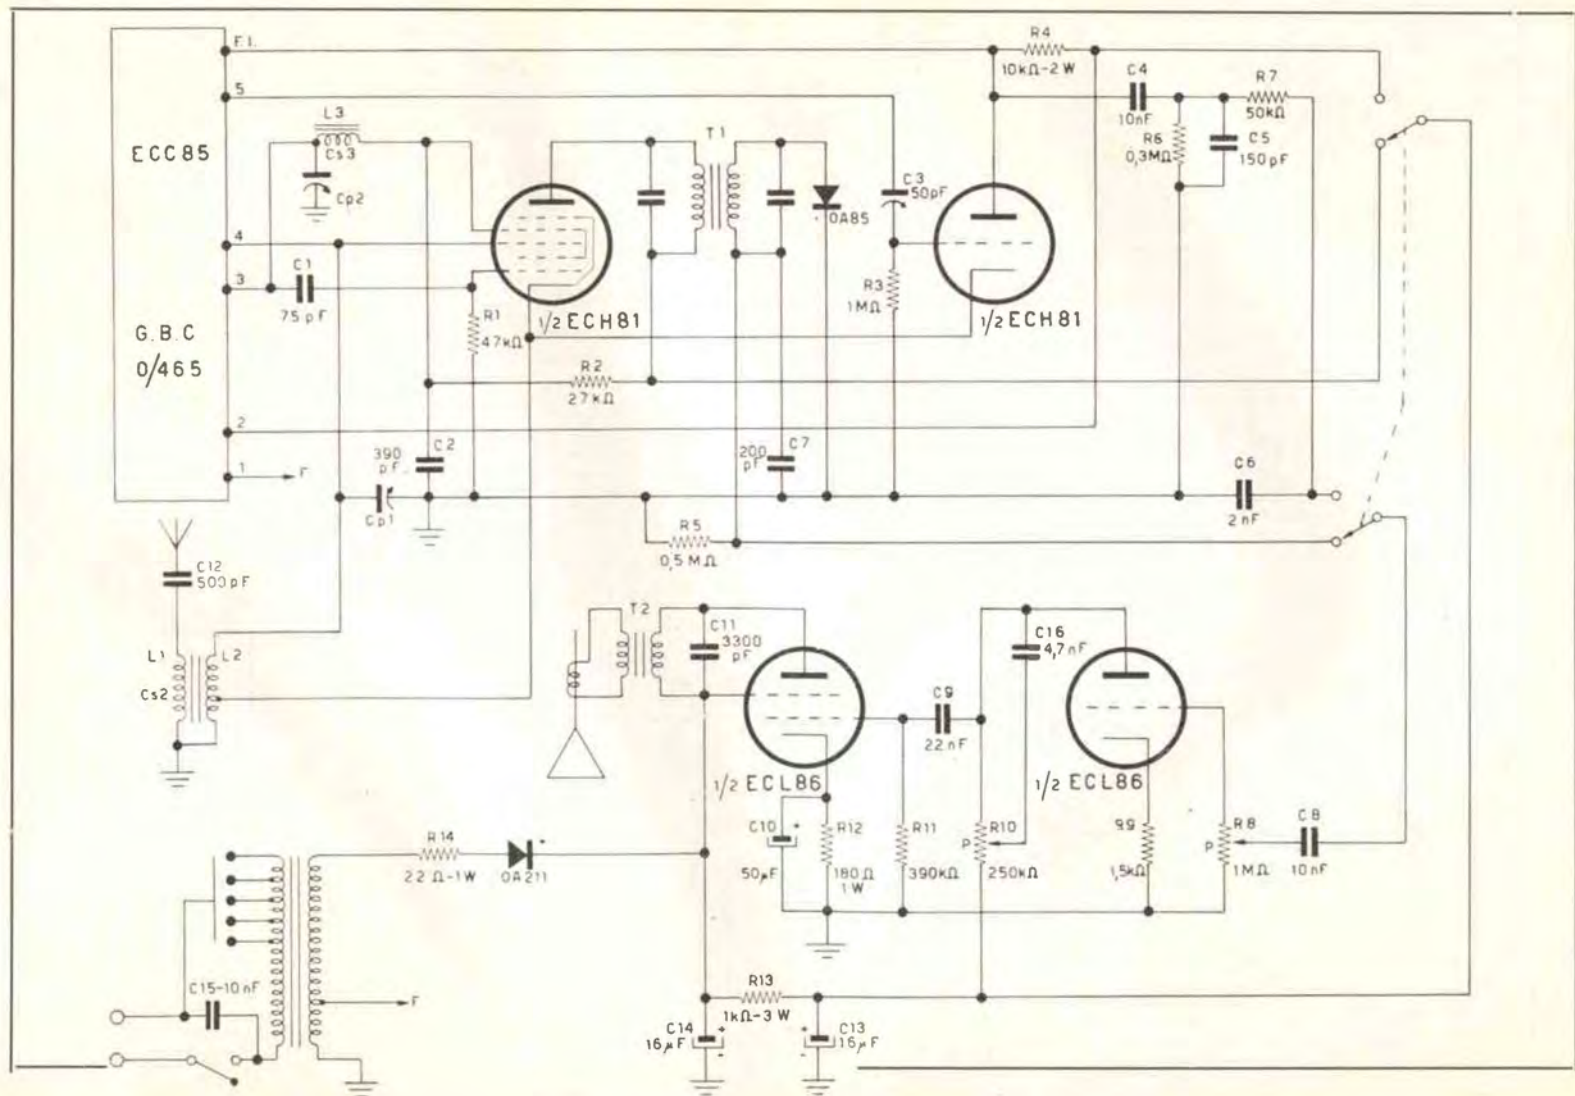 F.I.
5
4
3
2
1
F
ECC85
G.B.C
0/465
L3
Cs3
Cp2
C1
75pF
R1
47kΩ
1/2 ECH81
R2
27kΩ
390
pF
C2
Cp1
T1
OA85
C3
50pF
R3
1MΩ
1/2 ECH81
R4
10kΩ-2W
C4
10nF
R6
0,3MΩ
R7
50kΩ
C5
150pF
200
pF
C7
R5
0,5MΩ
C6
2nF
C12
500pF
L1
L2
Cs2
T2
C11
3300
pF
1/2 ECL86
C9
22nF
C16
4,7nF
1/2 ECL86
C10
+
50µF
R12
180Ω
1W
R11
390kΩ
R10
P
250kΩ
R9
1,5kΩ
R8
P
1MΩ
C8
10nF
R14
22Ω-1W
OA211
C15-10nF
F
R13
1kΩ-3W
C14
16µF
+
-
C13
16µF
+
-